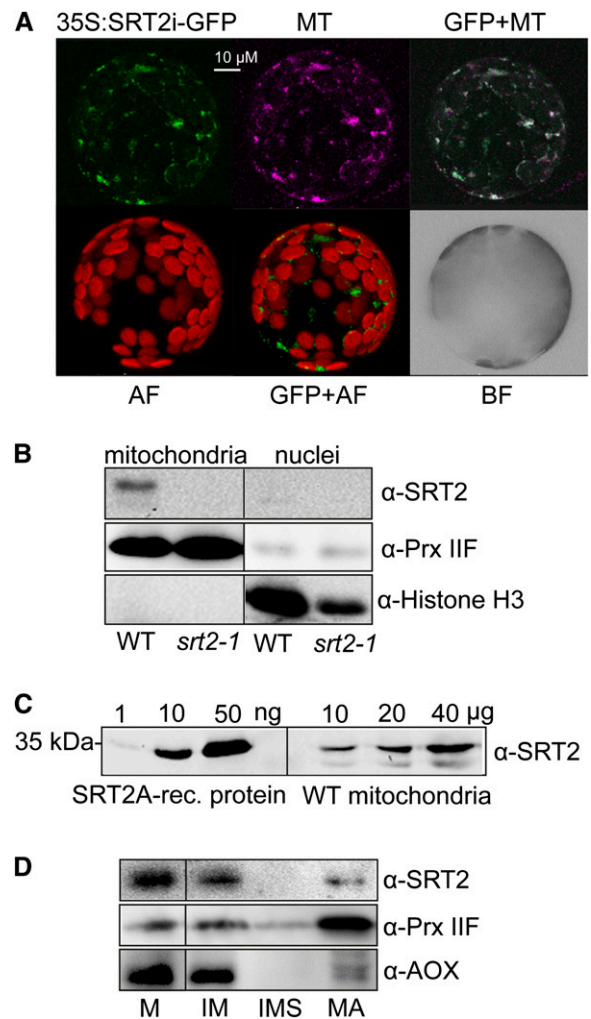 A 35S:SRT2i-GFP MT GFP+MT
10 µM
AF GFP+AF BF
B mitochondria nuclei
α-SRT2
α-Prx IIF
α-Histone H3
WT srt2-1 WT srt2-1
C 1 10 50 ng 10 20 40 µg
35 kDa- α-SRT2
SRT2A-rec. protein WT mitochondria
D
α-SRT2
α-Prx IIF
α-AOX
M IM IMS MA